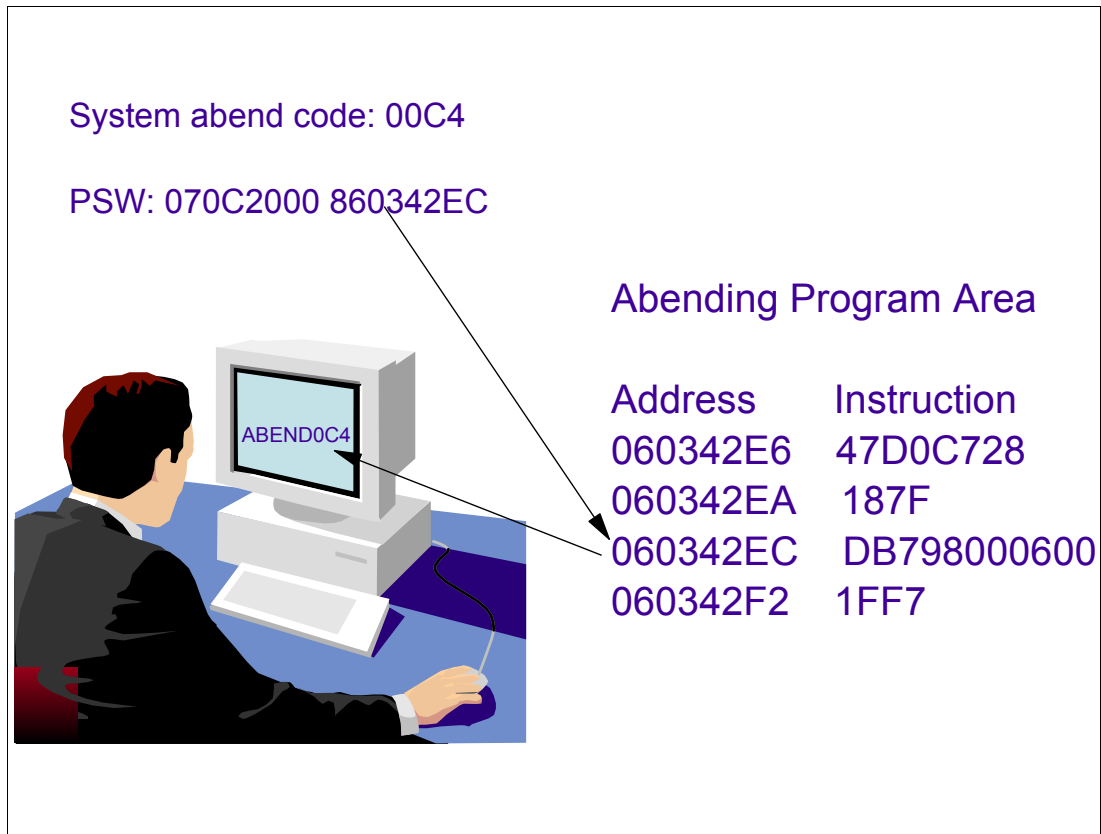 System abend code: 00C4
PSW: 070C2000 860342EC
ABEND0C4
Abending Program Area
Address Instruction
060342E6 47D0C728
060342EA 187F
060342EC DB798000600
060342F2 1FF7